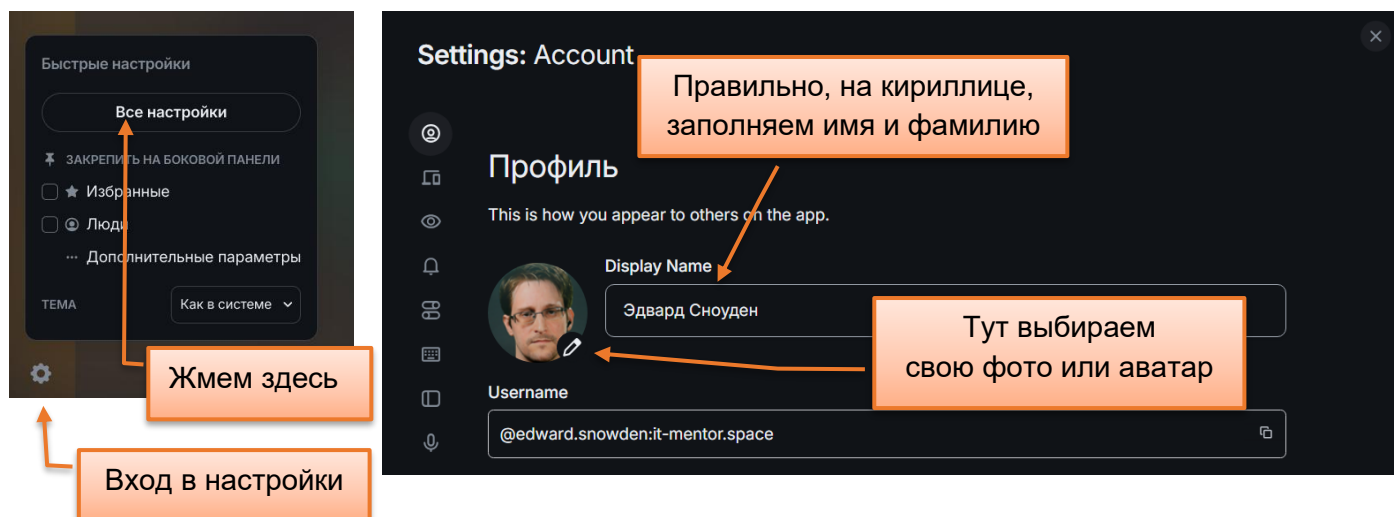 Быстрые настройки
Все настройки
ЗАКРЕПИТЬ НА БОКОВОЙ ПАНЕЛИ
Избранные
Люди
Дополнительные параметры
ТЕМА
Как в системе
Жмем здесь
Вход в настройки
Settings: Account
Правильно, на кириллице,
заполняем имя и фамилию
Профиль
This is how you appear to others on the app.
Display Name
Эдвард Сноуден
Тут выбираем
свою фото или аватар
Username
@edward.snowden:it-mentor.space